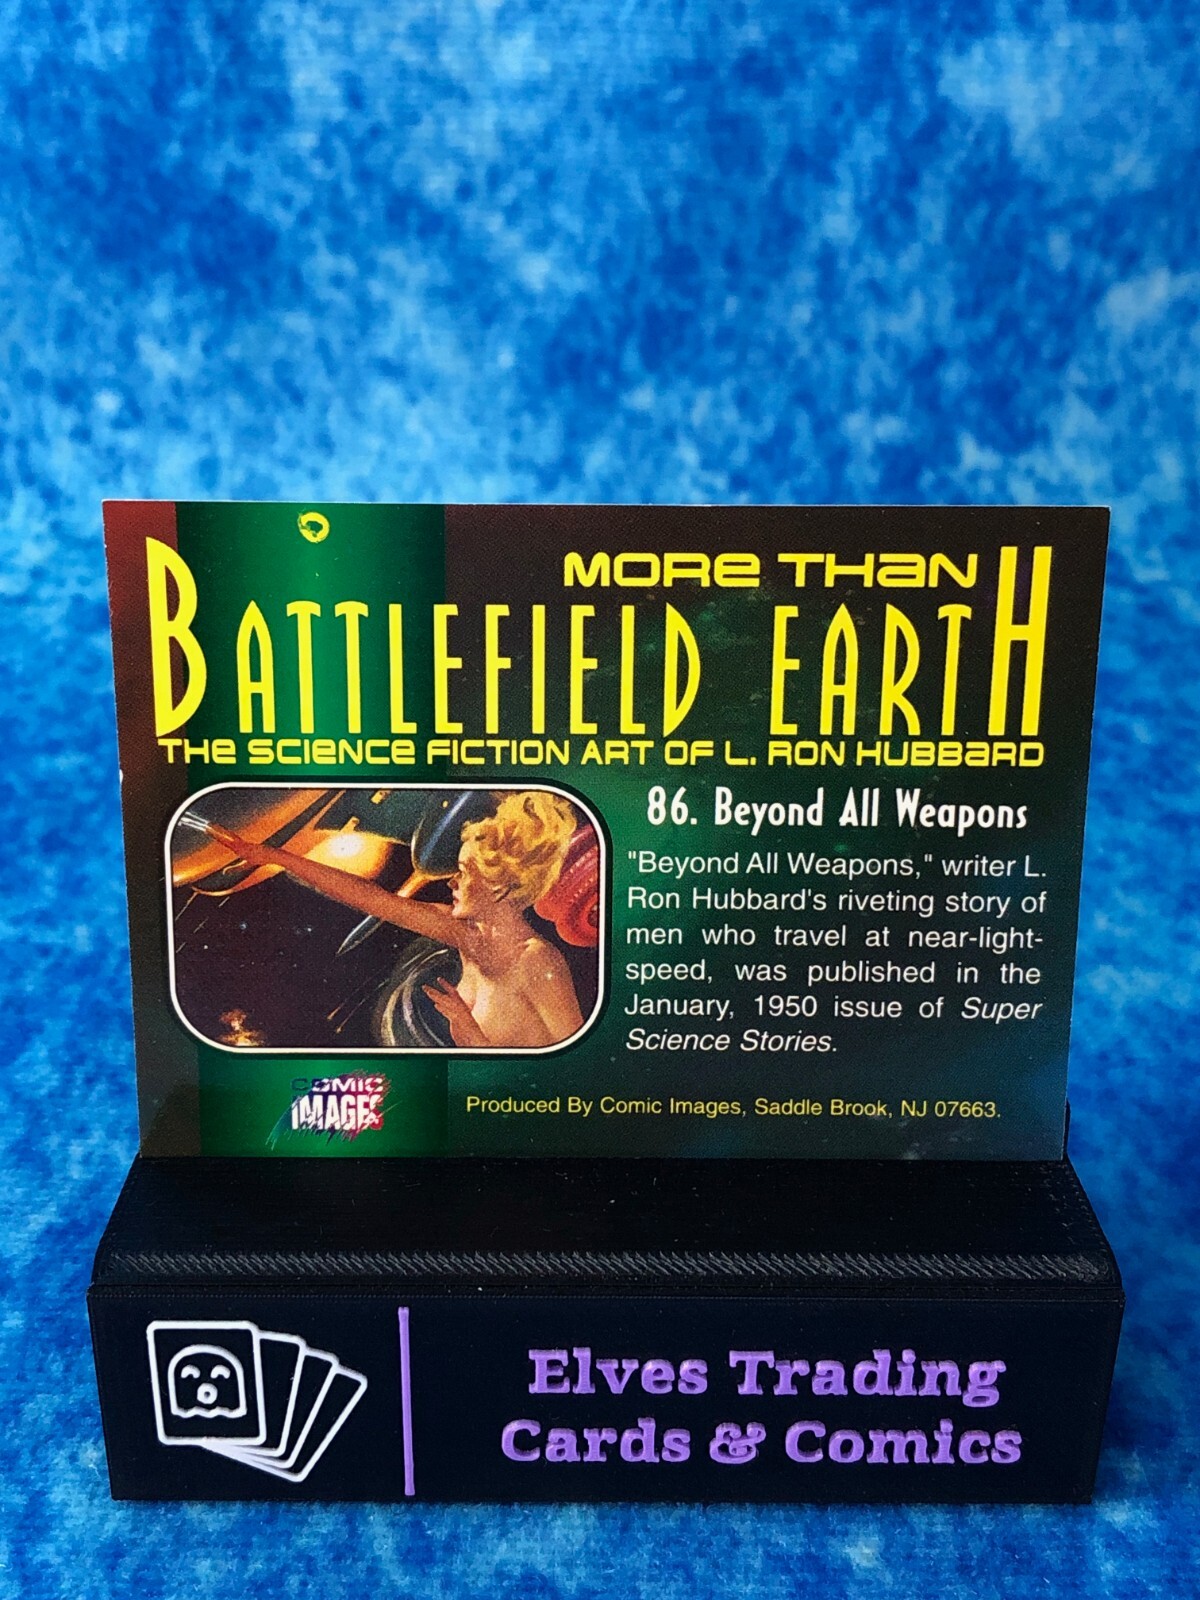 MORE THAN
BATTLEFIELD EARTH
THE SCIENCE FICTION ART OF L. RON HUBBARD
86. Beyond All Weapons
"Beyond All Weapons," writer L.
Ron Hubbard's riveting story of
men who travel at near-light-
speed, was published in the
January, 1950 issue of Super
Science Stories.
COMIC
IMAGES
Produced By Comic Images, Saddle Brook, NJ 07663.
Elves Trading
Cards & Comics